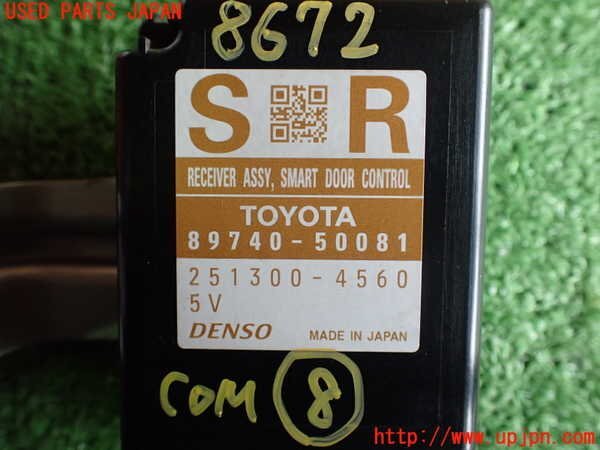 USED PARTS JAPAN
8672
S R
RECEIVER ASSY, SMART DOOR CONTROL
TOYOTA
89740-50081
251300-4560
5V
DENSO MADE IN JAPAN
COM 8
http://www.upjpn.com